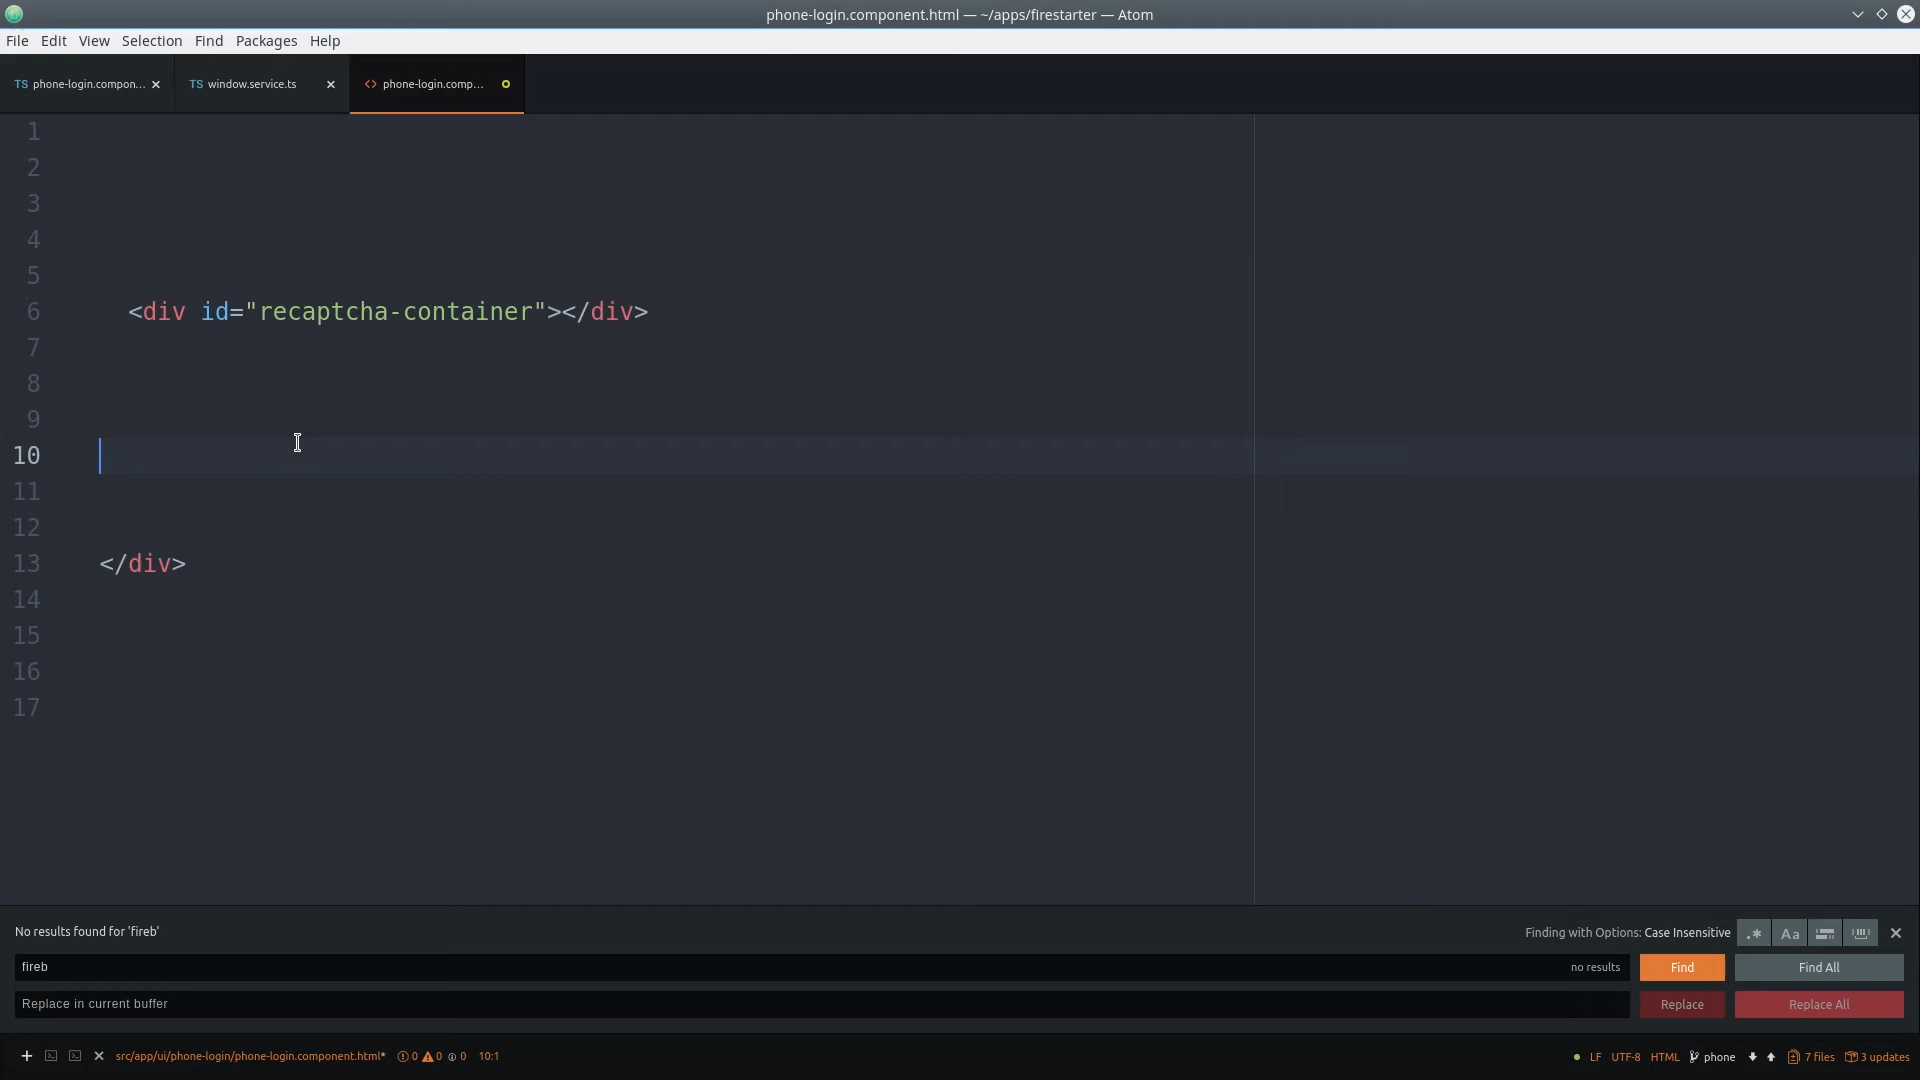 phone-login.component.html — ~/apps/firestarter — Atom
File Edit View Selection Find Packages Help
TS phone-login.compon... TS window.service.ts <> phone-login.comp...
1
2
3
4
5
6 <div id="recaptcha-container"></div>
7
8
9
10
11
12
13 </div>
14
15
16
17
No results found for 'fireb' Finding with Options: Case Insensitive .* Aa
fireb no results Find Find All
Replace in current buffer Replace Replace All
src/app/ui/phone-login/phone-login.component.html* 0 0 0 10:1 LF UTF-8 HTML phone 7 files 3 updates